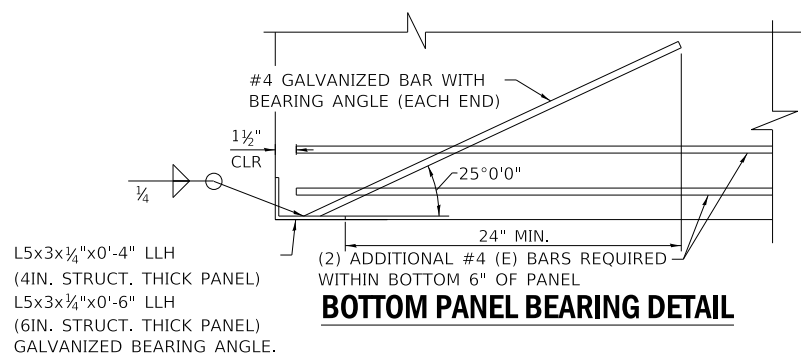 #4 GALVANIZED BAR WITH
BEARING ANGLE (EACH END)
1½"
CLR
¼
25°0'0"
24" MIN.
L5x3x¼"x0'-4" LLH
(4IN. STRUCT. THICK PANEL)
L5x3x¼"x0'-6" LLH
(6IN. STRUCT. THICK PANEL)
GALVANIZED BEARING ANGLE.
(2) ADDITIONAL #4 (E) BARS REQUIRED
WITHIN BOTTOM 6" OF PANEL
BOTTOM PANEL BEARING DETAIL